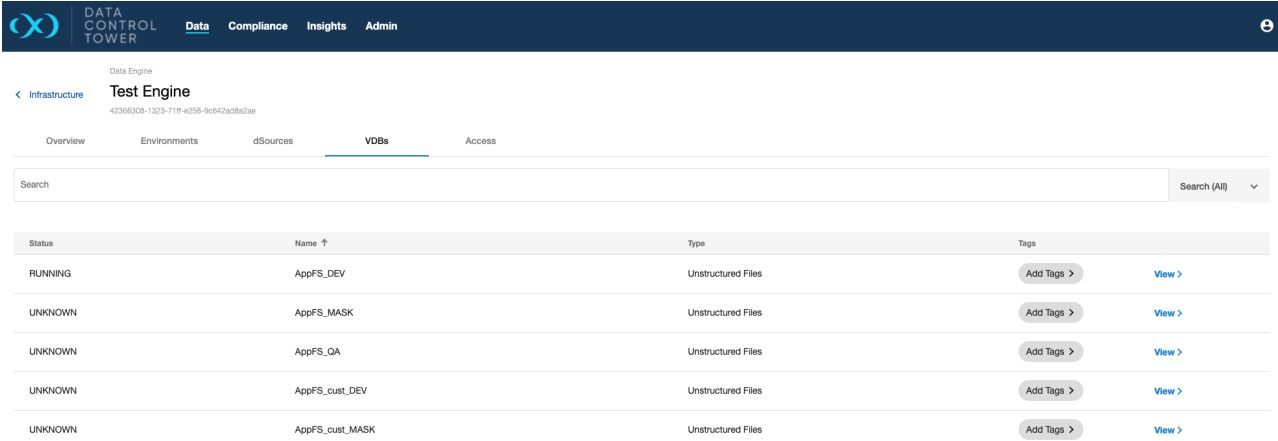 DATA
CONTROL
TOWER
Data Compliance Insights Admin
Data Engine
Infrastructure
Test Engine
42366308-1323-71ff-e258-9c642ad8a2ae
Overview Environments dSources VDBs Access
Search Search (All)
Status Name ↑ Type Tags
RUNNING AppFS_DEV Unstructured Files Add Tags View
UNKNOWN AppFS_MASK Unstructured Files Add Tags View
UNKNOWN AppFS_QA Unstructured Files Add Tags View
UNKNOWN AppFS_cust_DEV Unstructured Files Add Tags View
UNKNOWN AppFS_cust_MASK Unstructured Files Add Tags View